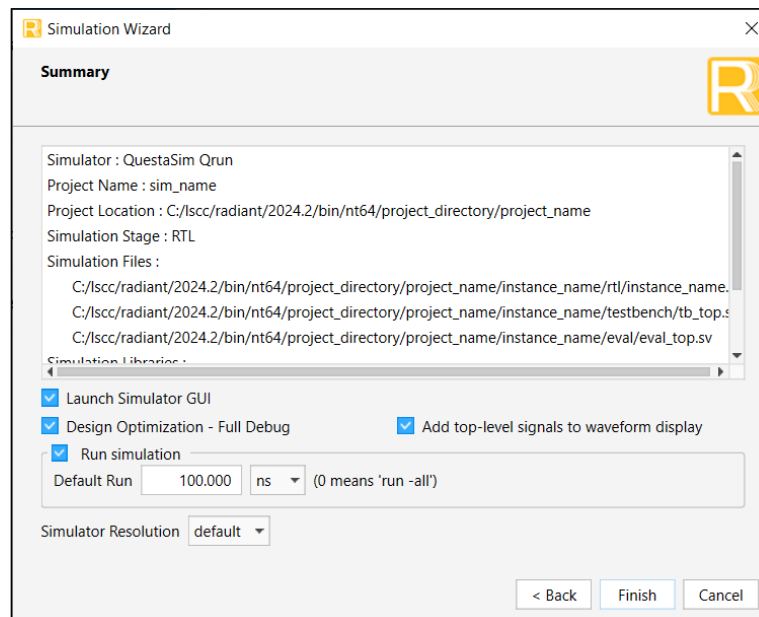 Simulation Wizard
Summary
Simulator : QuestaSim Qrun
Project Name : sim_name
Project Location : C:/lscc/radiant/2024.2/bin/nt64/project_directory/project_name
Simulation Stage : RTL
Simulation Files :
C:/lscc/radiant/2024.2/bin/nt64/project_directory/project_name/instance_name/rtl/instance_name.
C:/lscc/radiant/2024.2/bin/nt64/project_directory/project_name/instance_name/testbench/tb_top.s
C:/lscc/radiant/2024.2/bin/nt64/project_directory/project_name/instance_name/eval/eval_top.sv
Simulation Libraries :
Launch Simulator GUI
Design Optimization - Full Debug Add top-level signals to waveform display
Run simulation
Default Run 100.000 ns (0 means 'run -all')
Simulator Resolution default
< Back Finish Cancel